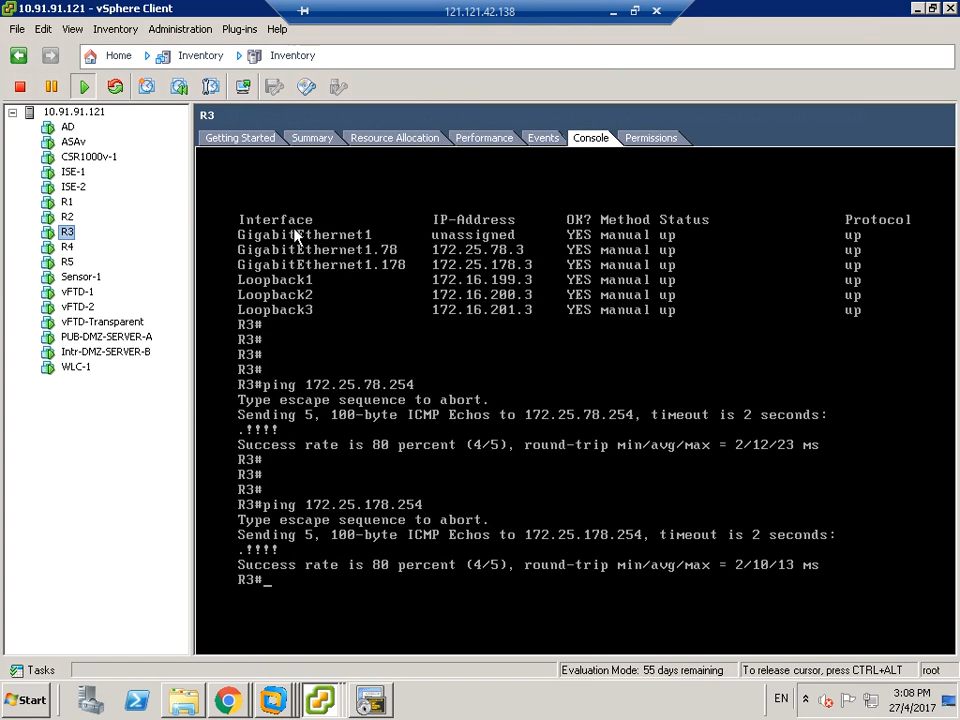 10.91.91.121 - vSphere Client
121.121.42.138
File Edit View Inventory Administration Plug-ins Help
Home Inventory Inventory
10.91.91.121
AD
ASAv
CSR1000v-1
ISE-1
ISE-2
R1
R2
R3
R4
R5
Sensor-1
vFTD-1
vFTD-2
vFTD-Transparent
PUB-DMZ-SERVER-A
Intr-DMZ-SERVER-B
WLC-1
R3
Getting Started Summary Resource Allocation Performance Events Console Permissions
Interface IP-Address OK? Method Status Protocol
GigabitEthernet1 unassigned YES manual up up
GigabitEthernet1.78 172.25.78.3 YES manual up up
GigabitEthernet1.178 172.25.178.3 YES manual up up
Loopback1 172.16.199.3 YES manual up up
Loopback2 172.16.200.3 YES manual up up
Loopback3 172.16.201.3 YES manual up up
R3#
R3#
R3#
R3#
R3#ping 172.25.78.254
Type escape sequence to abort.
Sending 5, 100-byte ICMP Echos to 172.25.78.254, timeout is 2 seconds:
.!!!!
Success rate is 80 percent (4/5), round-trip min/avg/max = 2/12/23 ms
R3#
R3#
R3#
R3#ping 172.25.178.254
Type escape sequence to abort.
Sending 5, 100-byte ICMP Echos to 172.25.178.254, timeout is 2 seconds:
.!!!!
Success rate is 80 percent (4/5), round-trip min/avg/max = 2/10/13 ms
R3#_
Tasks Evaluation Mode: 55 days remaining To release cursor, press CTRL+ALT root
Start EN 3:08 PM
27/4/2017